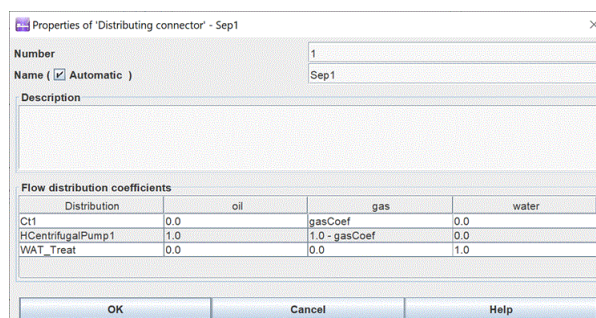 Properties of 'Distributing connector' - Sep1
Number 1
Name ( Automatic ) Sep1
Description
Flow distribution coefficients
Distribution oil gas water
Ct1 0.0 gasCoef 0.0
HCentrifugalPump1 1.0 1.0 - gasCoef 0.0
WAT_Treat 0.0 0.0 1.0
OK Cancel Help